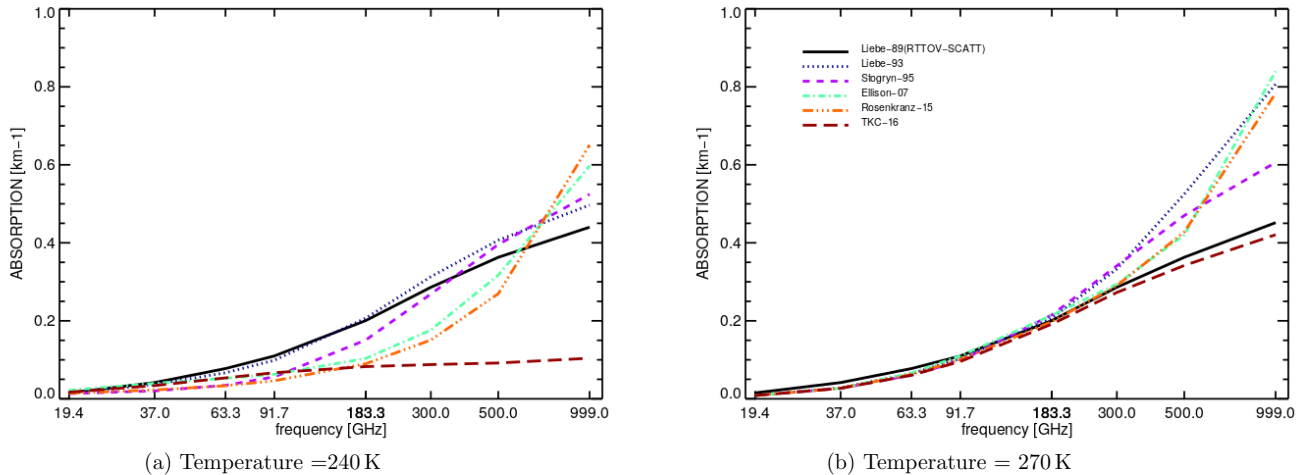 1.0
0.8
0.6
0.4
0.2
0.0
ABSORPTION [km-1]
19.4 37.0 63.3 91.7 183.3 300.0 500.0 999.0
frequency [GHz]
(a) Temperature =240 K
1.0
0.8
0.6
0.4
0.2
0.0
ABSORPTION [km-1]
Liebe-89(RTTOV-SCATT)
Liebe-93
Stogryn-95
Ellison-07
Rosenkranz-15
TKC-16
19.4 37.0 63.3 91.7 183.3 300.0 500.0 999.0
frequency [GHz]
(b) Temperature = 270 K